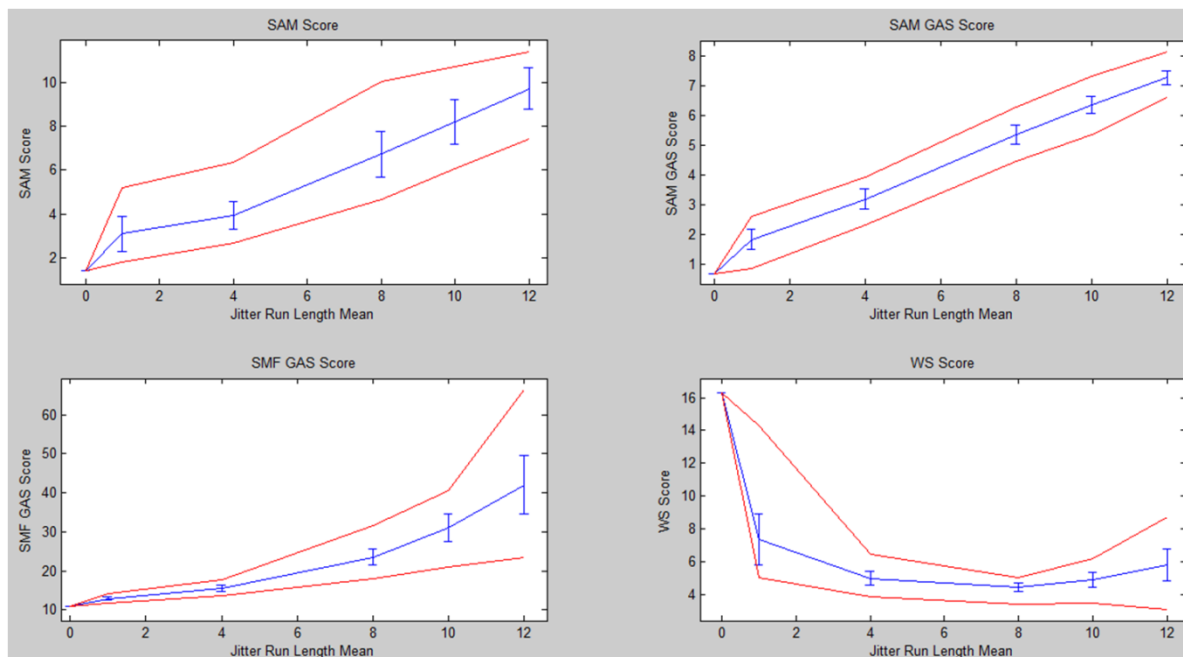 SAM Score
SAM Score
10
8
6
4
2
0 2 4 6 8 10 12
Jitter Run Length Mean
SAM GAS Score
SAM GAS Score
8
7
6
5
4
3
2
1
0 2 4 6 8 10 12
Jitter Run Length Mean
SMF GAS Score
SMF GAS Score
60
50
40
30
20
10
0 2 4 6 8 10 12
Jitter Run Length Mean
WS Score
WS Score
16
14
12
10
8
6
4
0 2 4 6 8 10 12
Jitter Run Length Mean